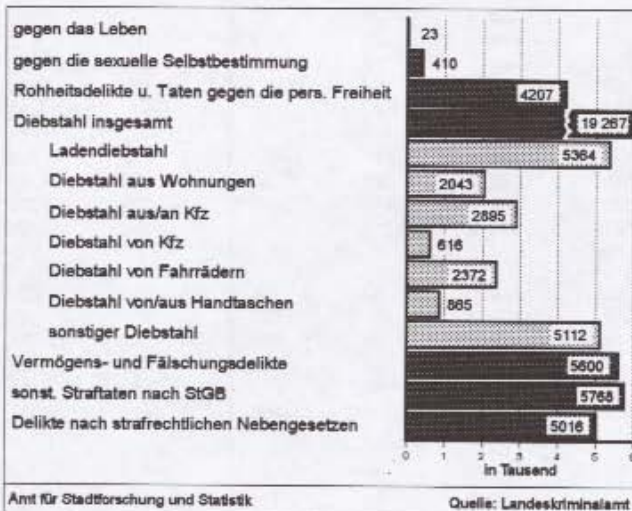 gegen das Leben 23
gegen die sexuelle Selbstbestimmung 410
Rohheitsdelikte u. Taten gegen die pers. Freiheit 4207
Diebstahl insgesamt 19 267
Ladendiebstahl 5364
Diebstahl aus Wohnungen 2043
Diebstahl aus/an Kfz 2895
Diebstahl von Kfz 616
Diebstahl von Fahrrädern 2372
Diebstahl von/aus Handtaschen 865
sonstiger Diebstahl 5112
Vermögens- und Fälschungsdelikte 5600
sonst. Straftaten nach StGB 5768
Delikte nach strafrechtlichen Nebengesetzen 5016
0 1 2 3 4 5 6
in Tausend
Amt für Stadtforschung und Statistik Quelle: Landeskriminalamt